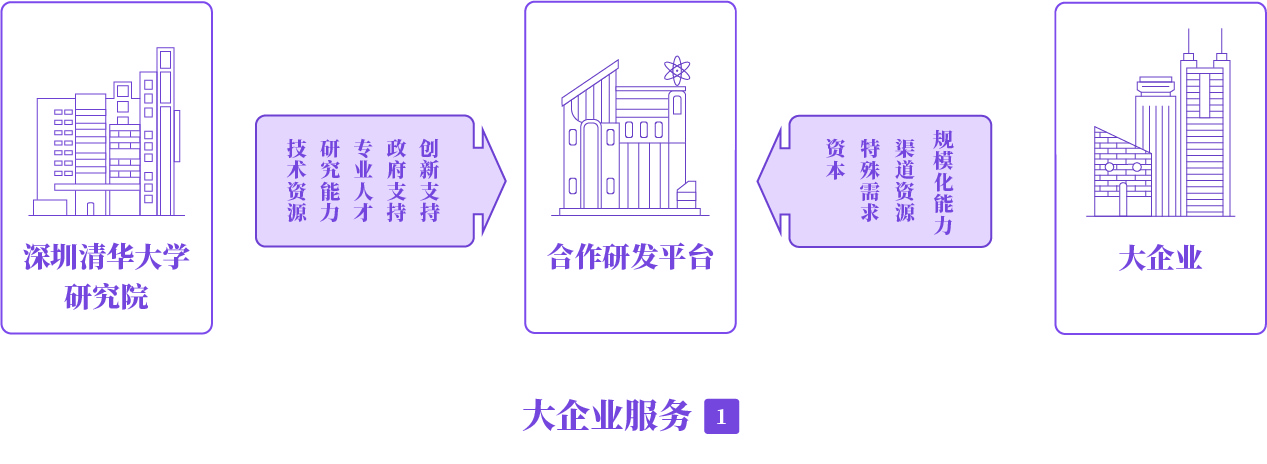 深圳清华大学
研究院
技术资源
研究能力
专业人才
政府支持
创新支持
合作研发平台
资本
特殊需求
渠道资源
规模化能力
大企业
大企业服务 1